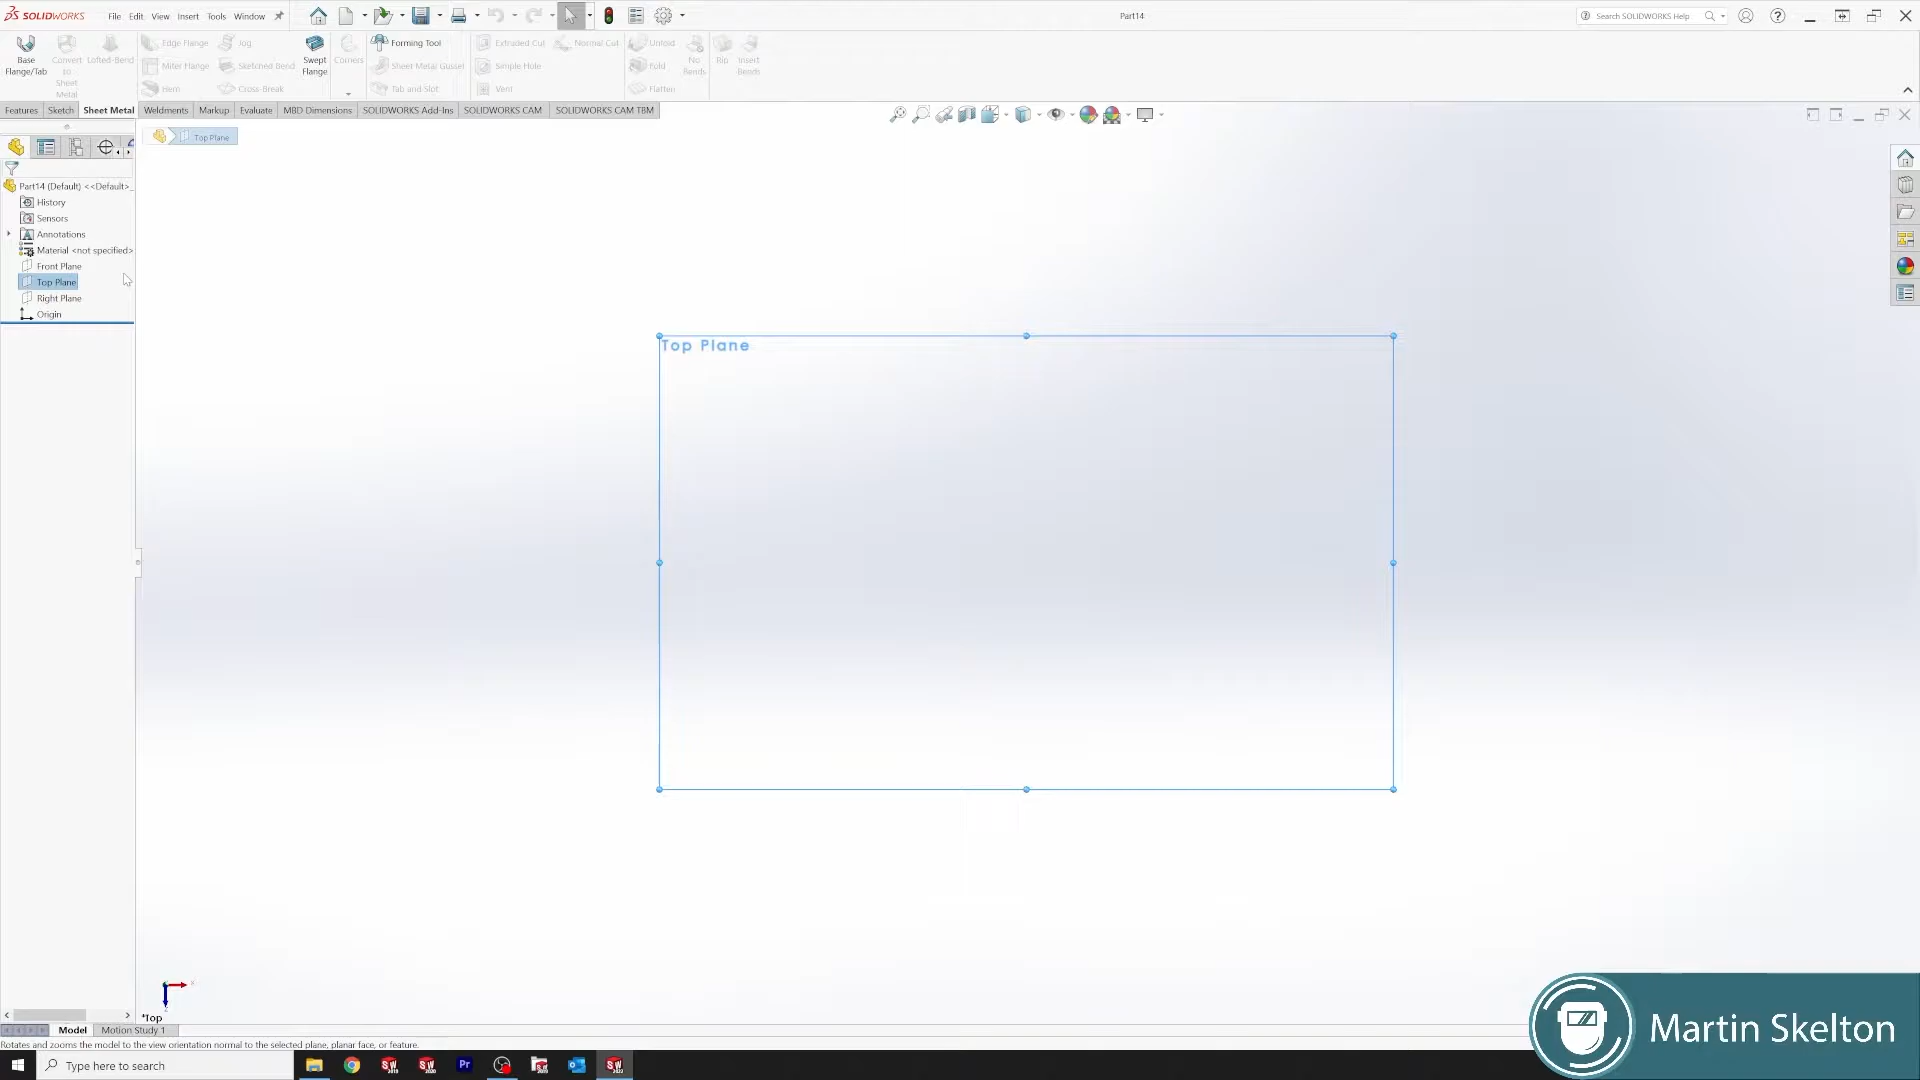 SOLIDWORKS File Edit View Insert Tools Window Part14 Search SOLIDWORKS Help
Base Flange/Tab
Convert to Sheet Metal
Lofted-Bend
Edge Flange
Miter Flange
Hem
Jog
Sketched Bend
Cross-Break
Swept Flange
Corners
Forming Tool
Sheet Metal Gusset
Tab and Slot
Extruded Cut
Simple Hole
Vent
Normal Cut
Unfold
Fold
Flatten
No Bends
Rip
Insert Bends
Features Sketch Sheet Metal Weldments Markup Evaluate MBD Dimensions SOLIDWORKS Add-Ins SOLIDWORKS CAM SOLIDWORKS CAM TBM
Top Plane
Part14 (Default) <<Default>_
History
Sensors
Annotations
Material <not specified>
Front Plane
Top Plane
Right Plane
Origin
Top Plane
*Top
Model Motion Study 1
Rotates and zooms the model to the view orientation normal to the selected plane, planar face, or feature.
Type here to search
Martin Skelton